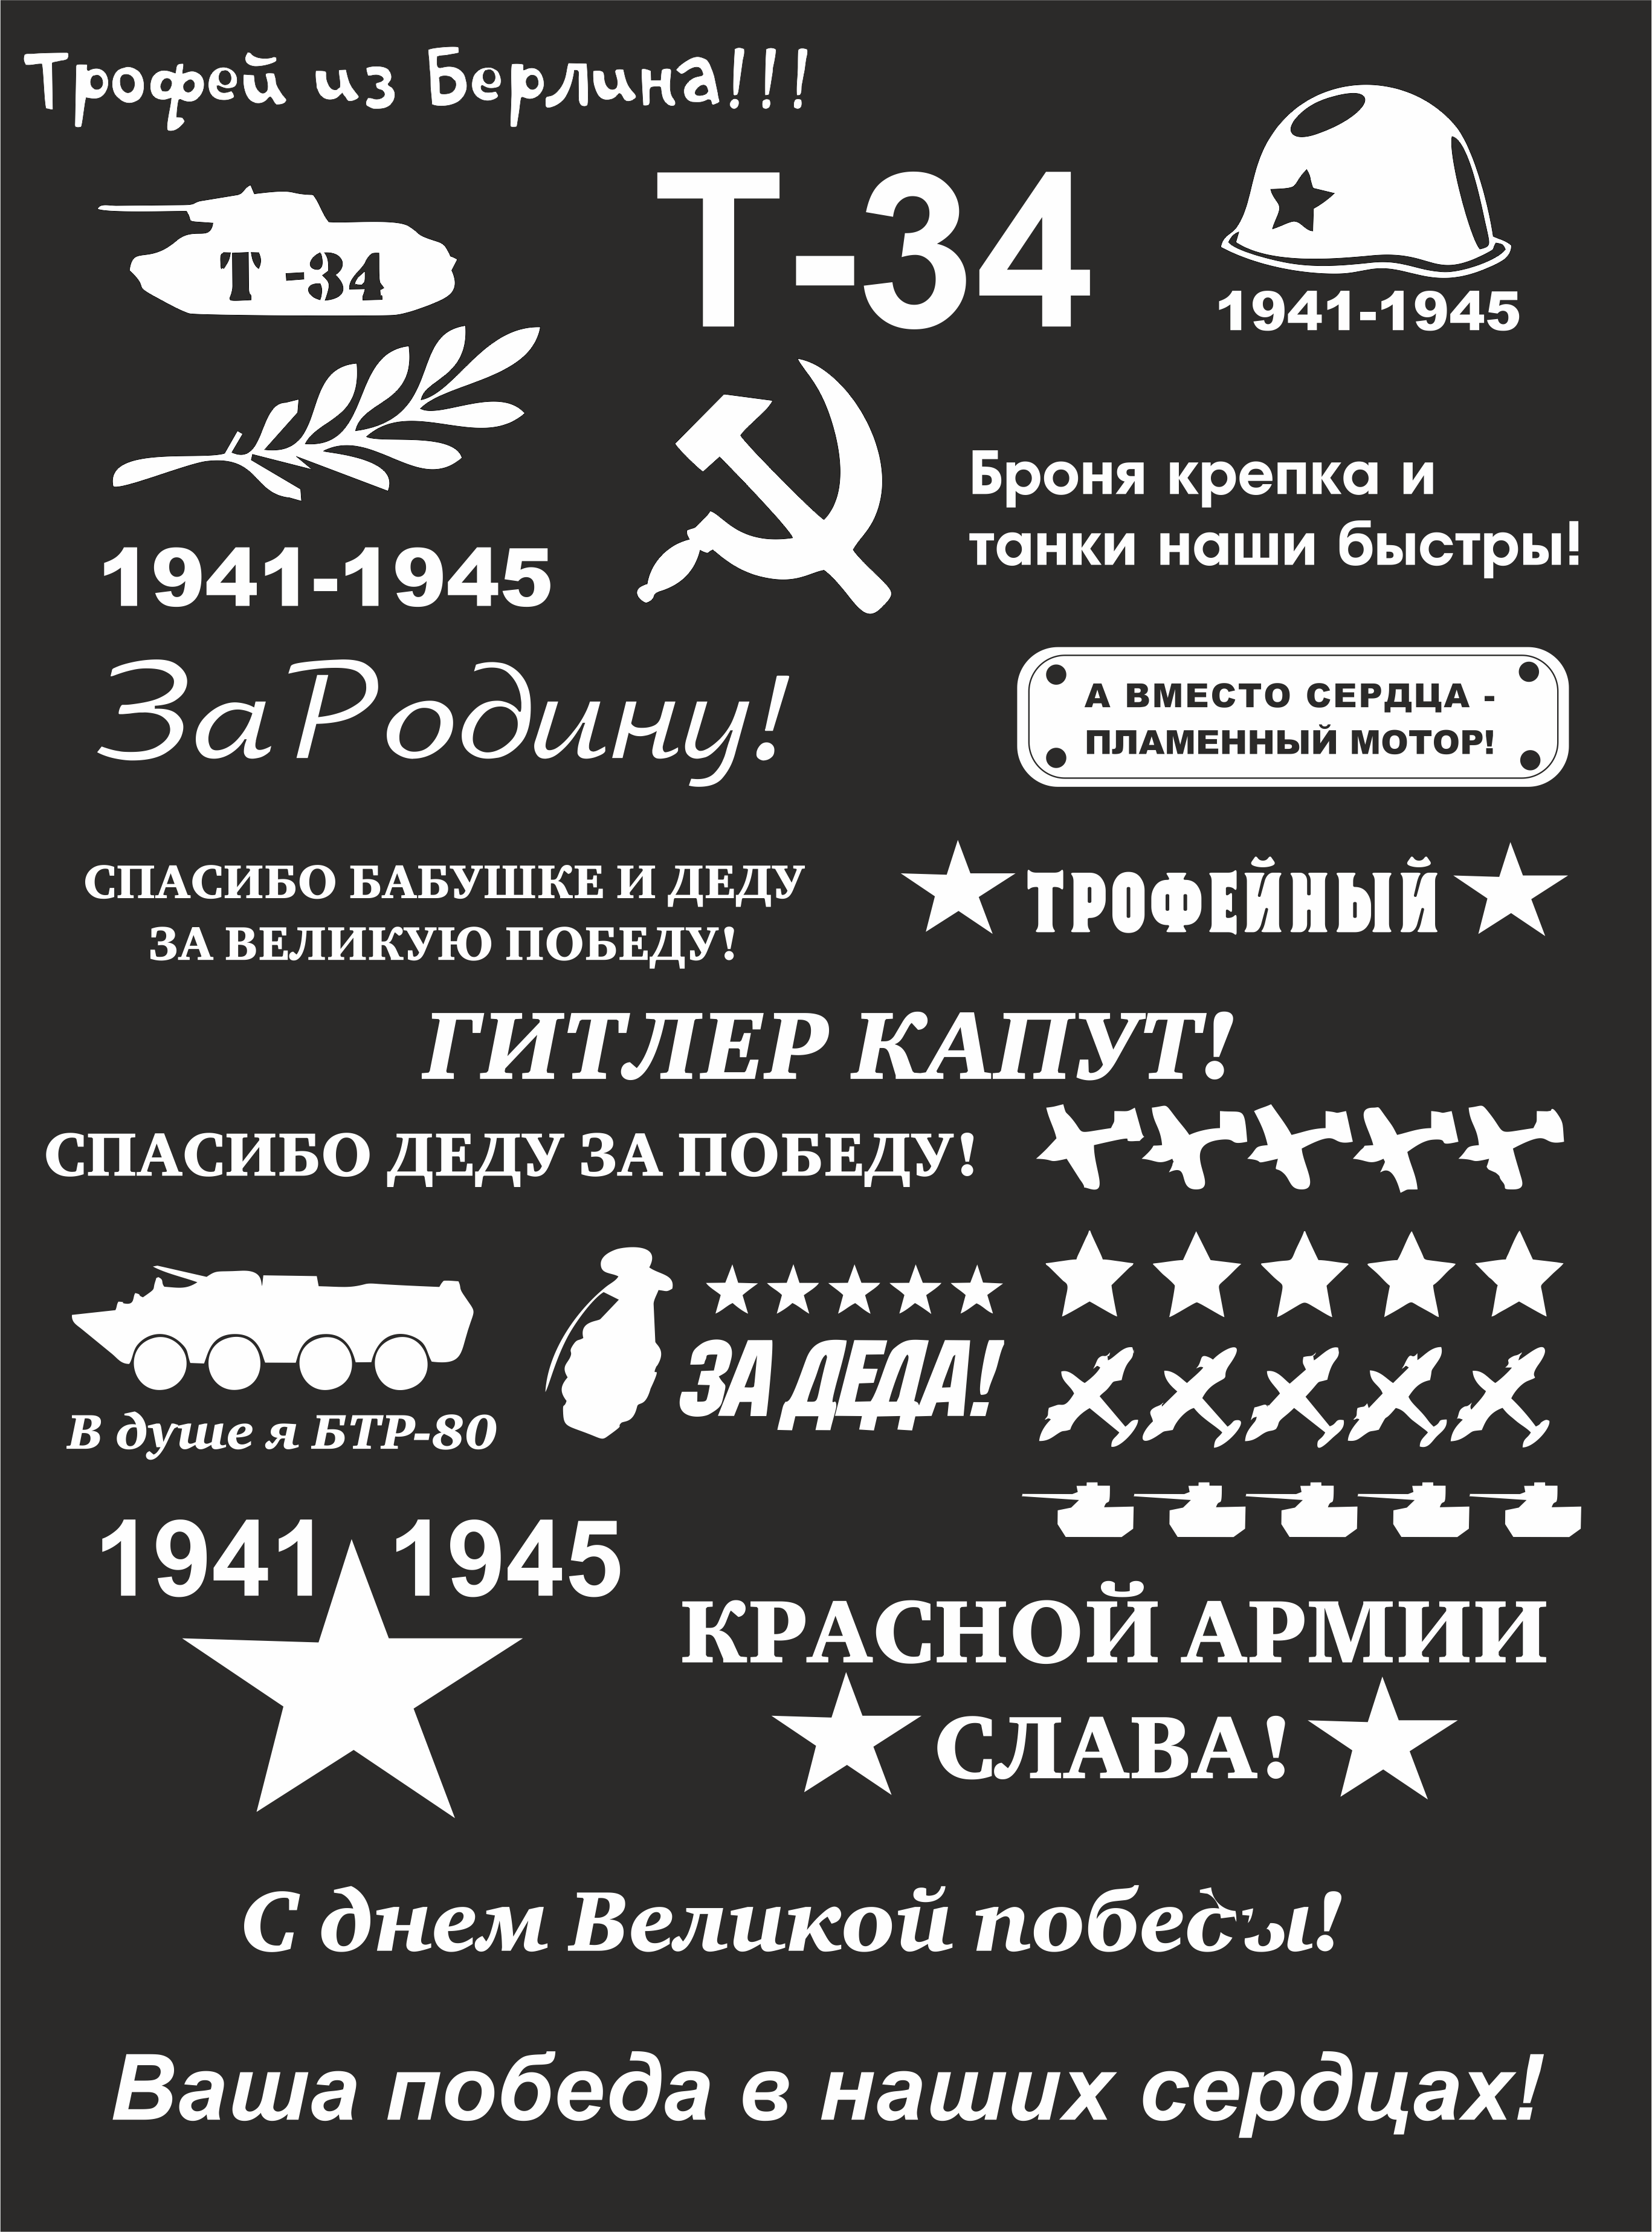 Трофей из Берлина!!!
Т-34
Т-34
1941-1945
Броня крепка и
танки наши быстры!
1941-1945
За Родину!
А ВМЕСТО СЕРДЦА -
ПЛАМЕННЫЙ МОТОР!
СПАСИБО БАБУШКЕ И ДЕДУ
ЗА ВЕЛИКУЮ ПОБЕДУ!
ТРОФЕЙНЫЙ
ГИТЛЕР КАПУТ!
СПАСИБО ДЕДУ ЗА ПОБЕДУ!
ЗА ДЕДА!
В душе я БТР-80
1941 1945
КРАСНОЙ АРМИИ
СЛАВА!
С днем Великой победы!
Ваша победа в наших сердцах!